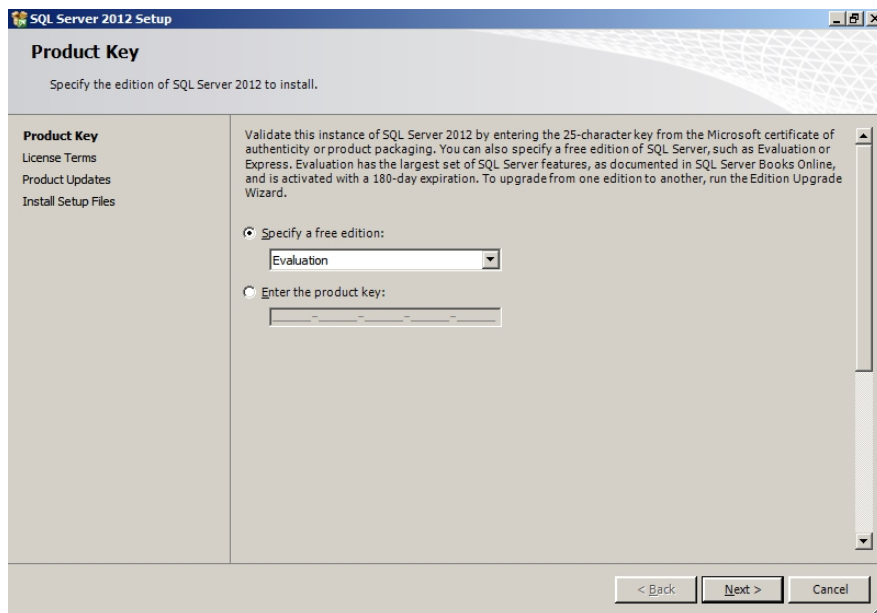 SQL Server 2012 Setup
Product Key
Specify the edition of SQL Server 2012 to install.
Product Key
License Terms
Product Updates
Install Setup Files
Validate this instance of SQL Server 2012 by entering the 25-character key from the Microsoft certificate of
authenticity or product packaging. You can also specify a free edition of SQL Server, such as Evaluation or
Express. Evaluation has the largest set of SQL Server features, as documented in SQL Server Books Online,
and is activated with a 180-day expiration. To upgrade from one edition to another, run the Edition Upgrade
Wizard.
Specify a free edition:
Evaluation
Enter the product key:
_____-_____-_____-_____-_____
< Back Next > Cancel